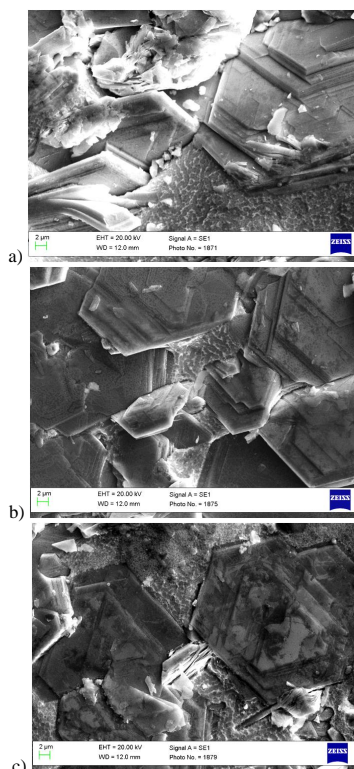 2 µm EHT = 20.00 kV Signal A = SE1 ZEISS
WD = 12.0 mm Photo No. = 1871
a)
2 µm EHT = 20.00 kV Signal A = SE1 ZEISS
WD = 12.0 mm Photo No. = 1875
b)
2 µm EHT = 20.00 kV Signal A = SE1 ZEISS
WD = 12.0 mm Photo No. = 1879
c)